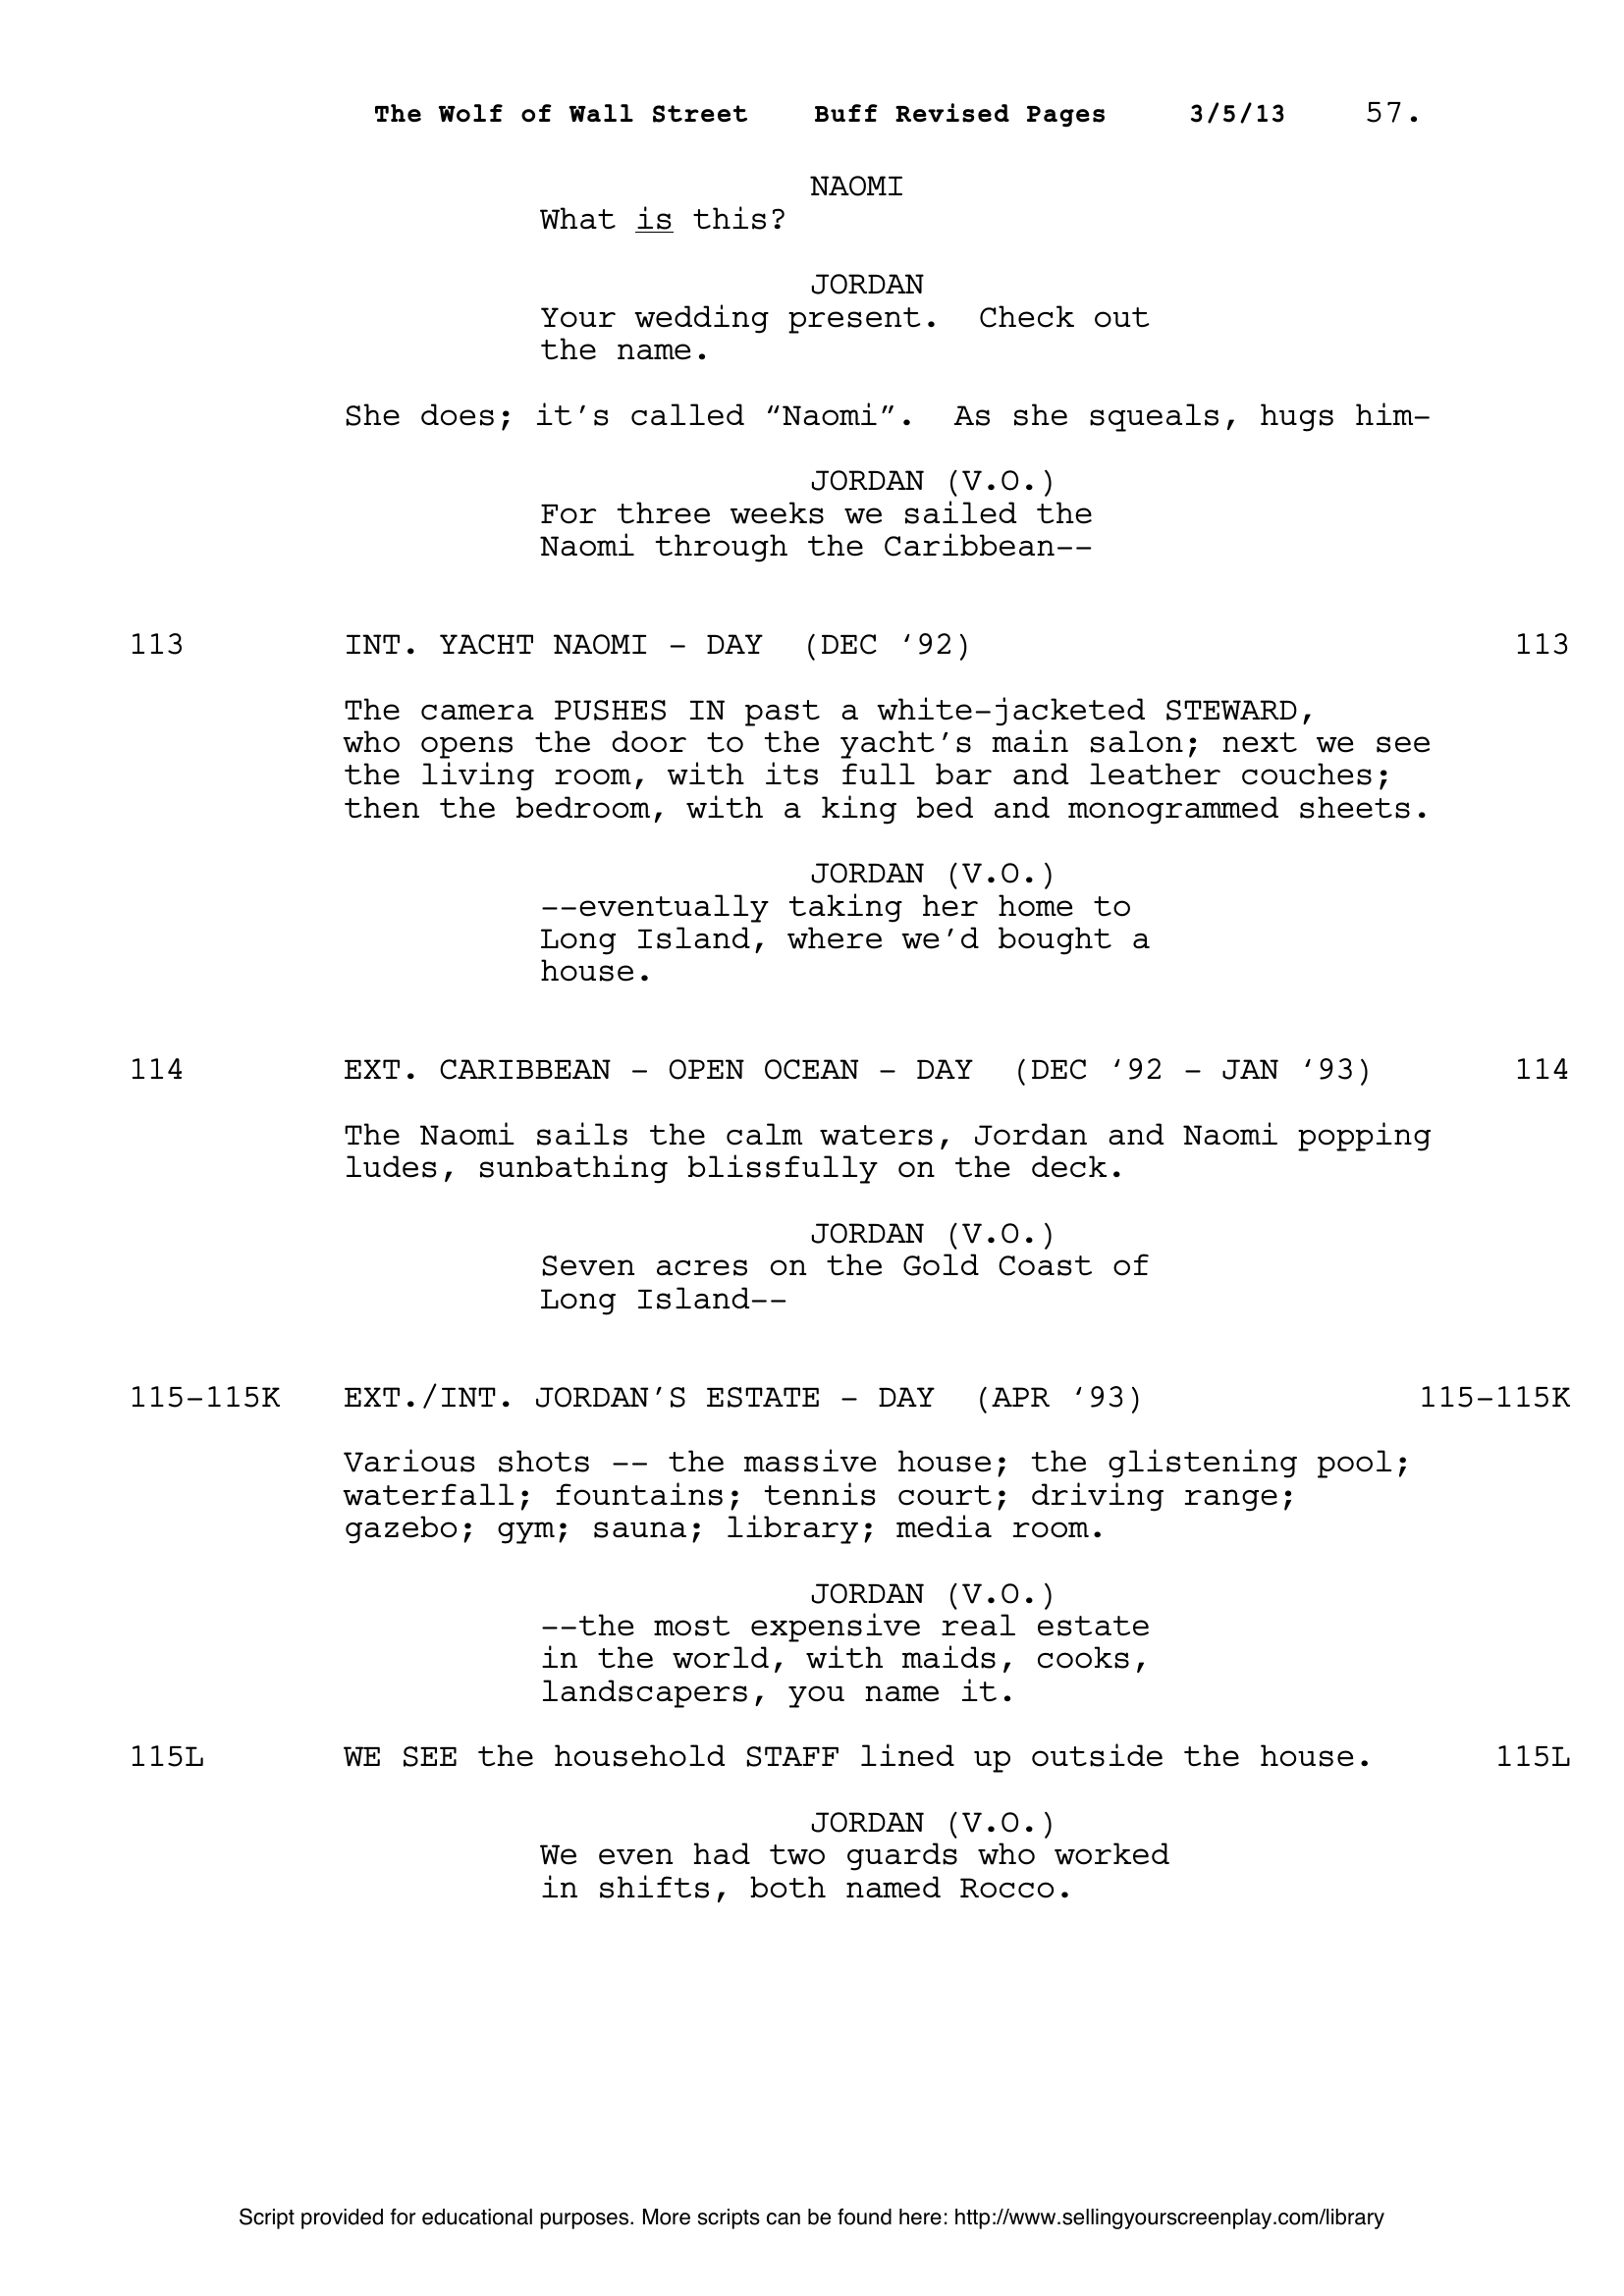 The Wolf of Wall Street Buff Revised Pages 3/5/13 57.
NAOMI
What is this?
JORDAN
Your wedding present. Check out
the name.
She does; it’s called “Naomi”. As she squeals, hugs him-
JORDAN (V.O.)
For three weeks we sailed the
Naomi through the Caribbean--
113 INT. YACHT NAOMI - DAY (DEC ‘92) 113
The camera PUSHES IN past a white-jacketed STEWARD,
who opens the door to the yacht’s main salon; next we see
the living room, with its full bar and leather couches;
then the bedroom, with a king bed and monogrammed sheets.
JORDAN (V.O.)
--eventually taking her home to
Long Island, where we’d bought a
house.
114 EXT. CARIBBEAN - OPEN OCEAN - DAY (DEC ‘92 - JAN ‘93) 114
The Naomi sails the calm waters, Jordan and Naomi popping
ludes, sunbathing blissfully on the deck.
JORDAN (V.O.)
Seven acres on the Gold Coast of
Long Island--
115-115K EXT./INT. JORDAN’S ESTATE - DAY (APR ‘93) 115-115K
Various shots -- the massive house; the glistening pool;
waterfall; fountains; tennis court; driving range;
gazebo; gym; sauna; library; media room.
JORDAN (V.O.)
--the most expensive real estate
in the world, with maids, cooks,
landscapers, you name it.
115L WE SEE the household STAFF lined up outside the house. 115L
JORDAN (V.O.)
We even had two guards who worked
in shifts, both named Rocco.
Script provided for educational purposes. More scripts can be found here: http://www.sellingyourscreenplay.com/library